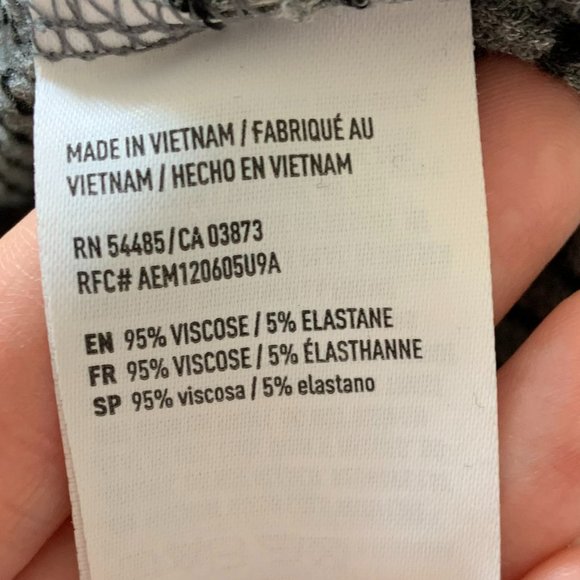 MADE IN VIETNAM / FABRIQUÉ AU
VIETNAM / HECHO EN VIETNAM
RN 54485/CA 03873
RFC# AEM120605U9A
EN 95% VISCOSE / 5% ELASTANE
FR 95% VISCOSE / 5% ÉLASTHANNE
SP 95% viscosa / 5% elastano